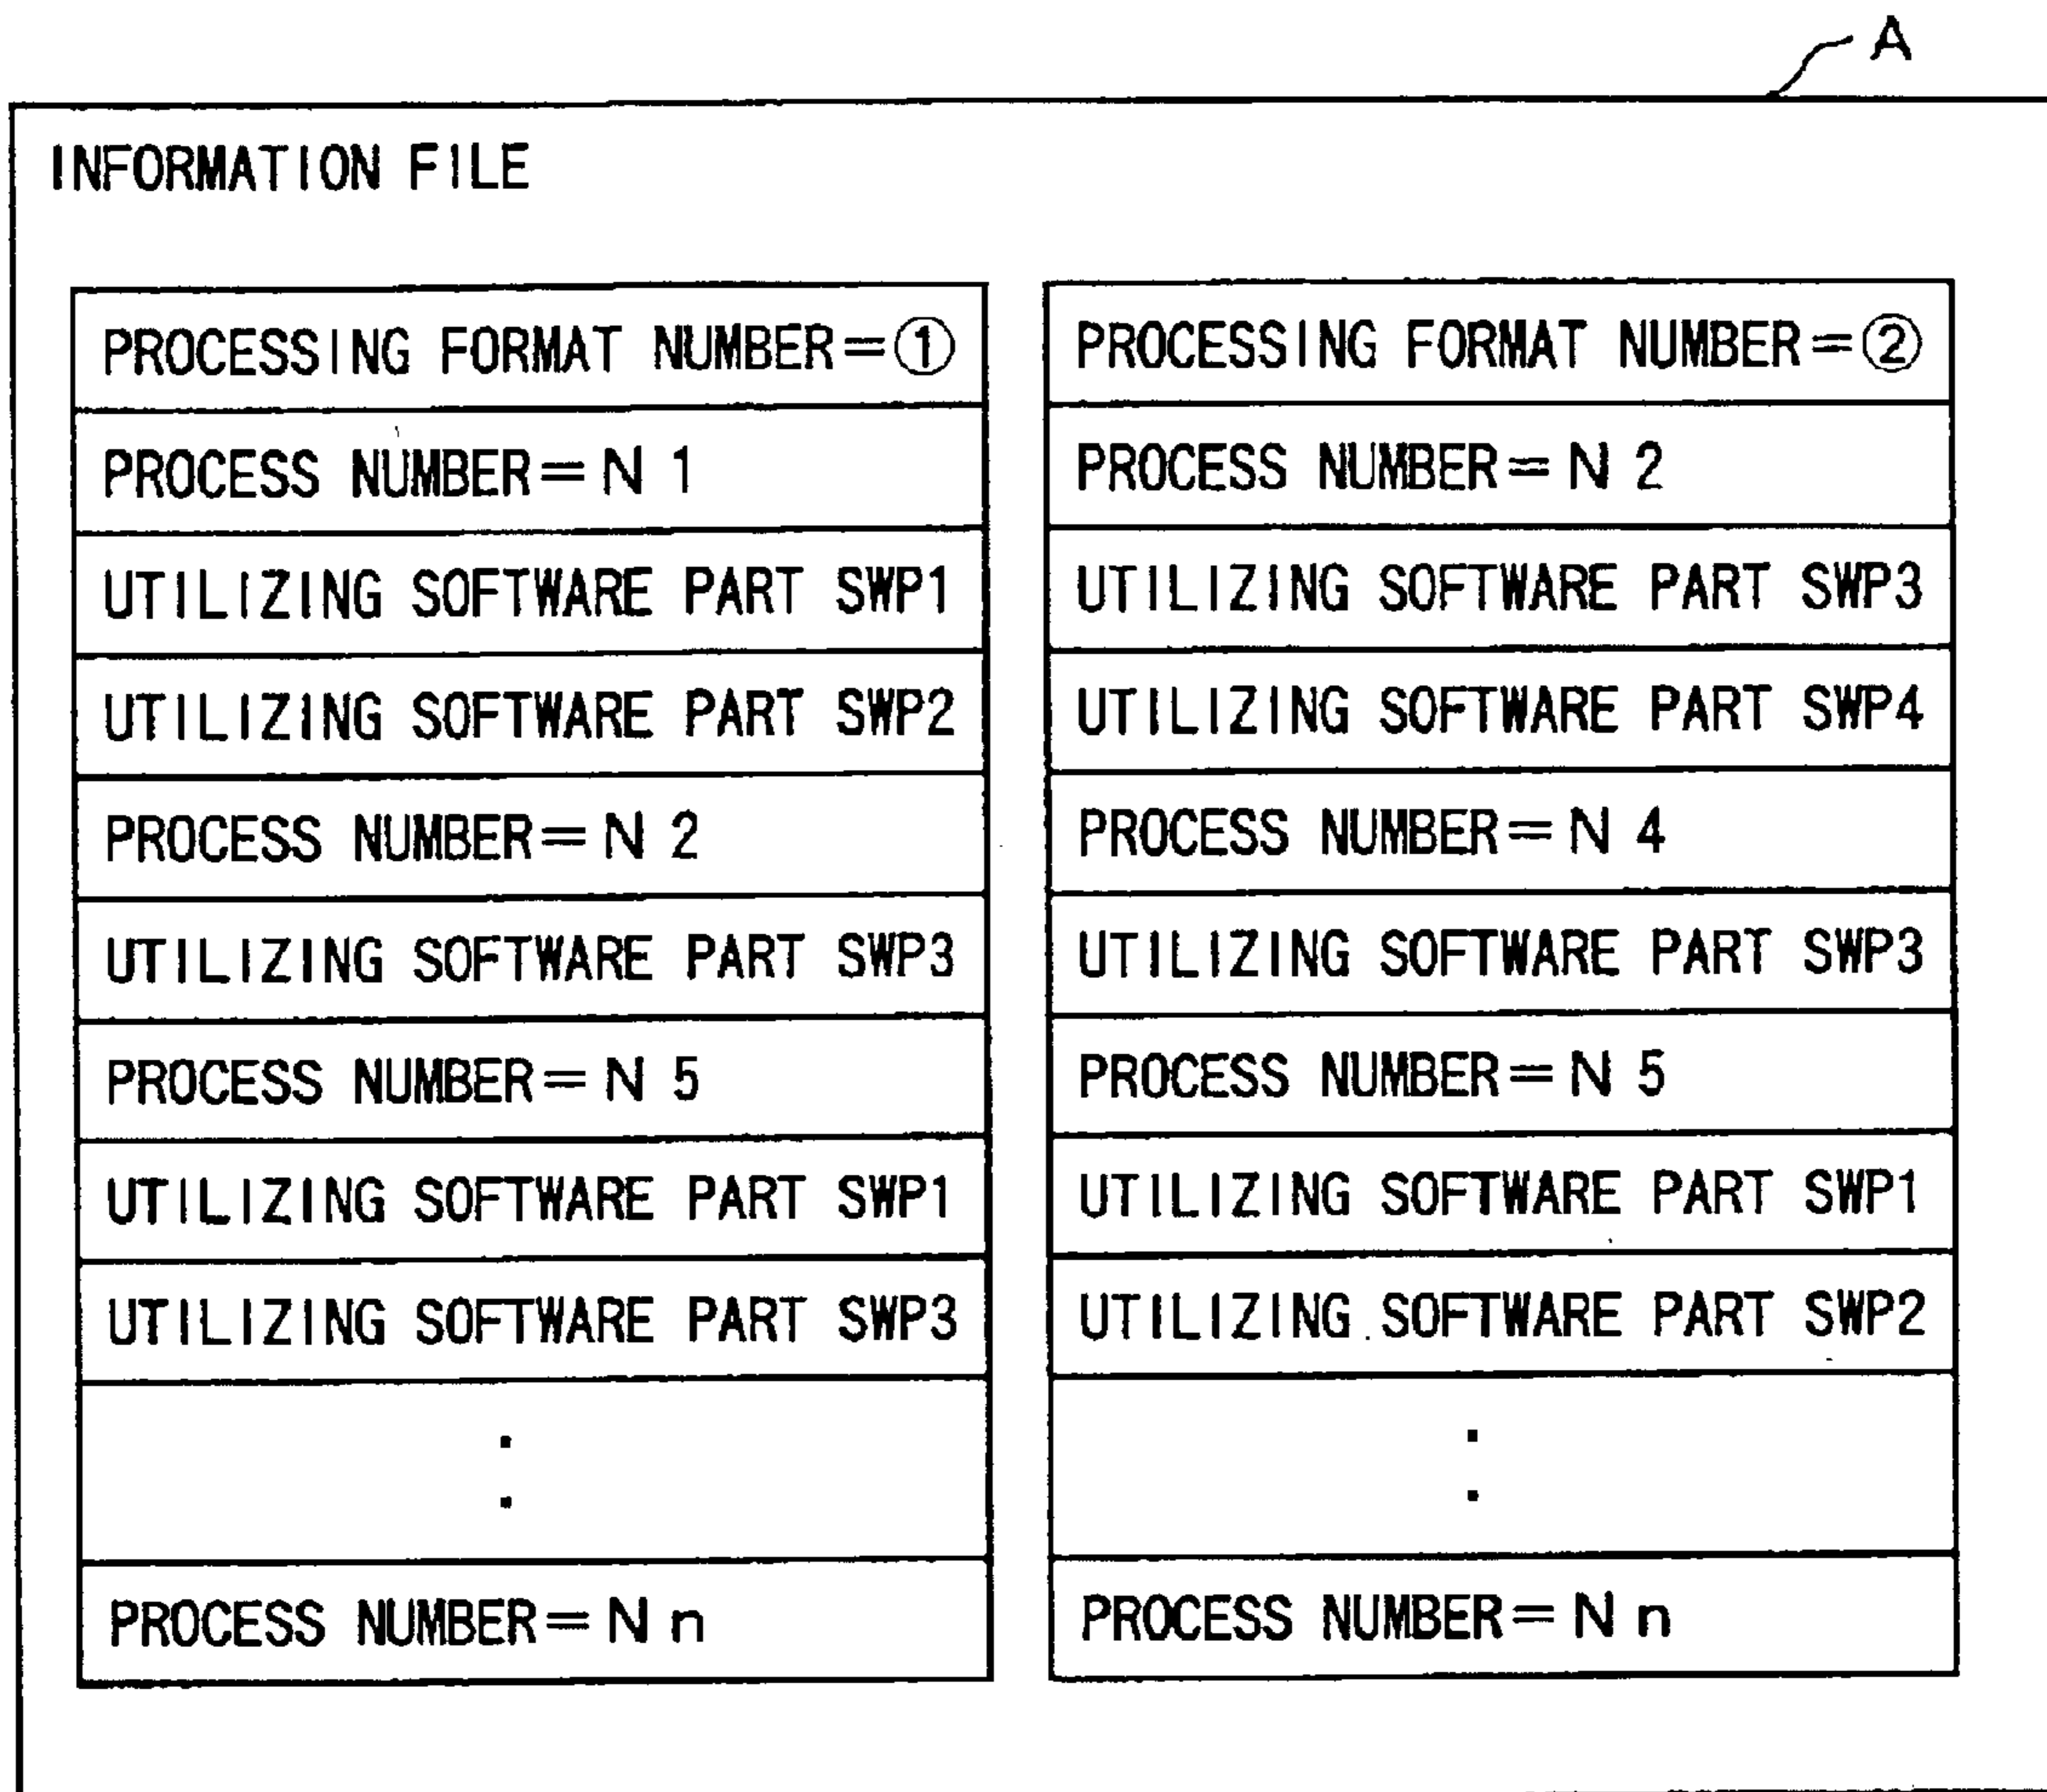 A
INFORMATION FILE
PROCESSING FORMAT NUMBER=①
PROCESS NUMBER=N 1
UTILIZING SOFTWARE PART SWP1
UTILIZING SOFTWARE PART SWP2
PROCESS NUMBER=N 2
UTILIZING SOFTWARE PART SWP3
PROCESS NUMBER=N 5
UTILIZING SOFTWARE PART SWP1
UTILIZING SOFTWARE PART SWP3
:
PROCESS NUMBER=N n
PROCESSING FORMAT NUMBER=②
PROCESS NUMBER=N 2
UTILIZING SOFTWARE PART SWP3
UTILIZING SOFTWARE PART SWP4
PROCESS NUMBER=N 4
UTILIZING SOFTWARE PART SWP3
PROCESS NUMBER=N 5
UTILIZING SOFTWARE PART SWP1
UTILIZING SOFTWARE PART SWP2
:
PROCESS NUMBER=N n